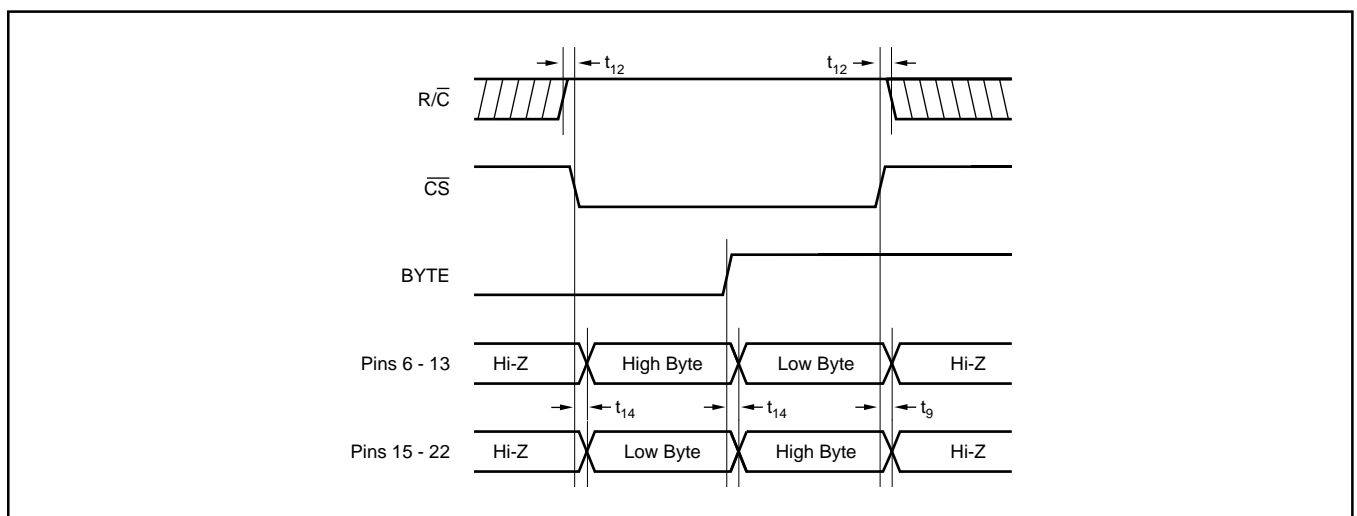 t12 t12
R/C̅
C̅S̅
BYTE
Pins 6 - 13 Hi-Z High Byte Low Byte Hi-Z
t14 t14 t9
Pins 15 - 22 Hi-Z Low Byte High Byte Hi-Z